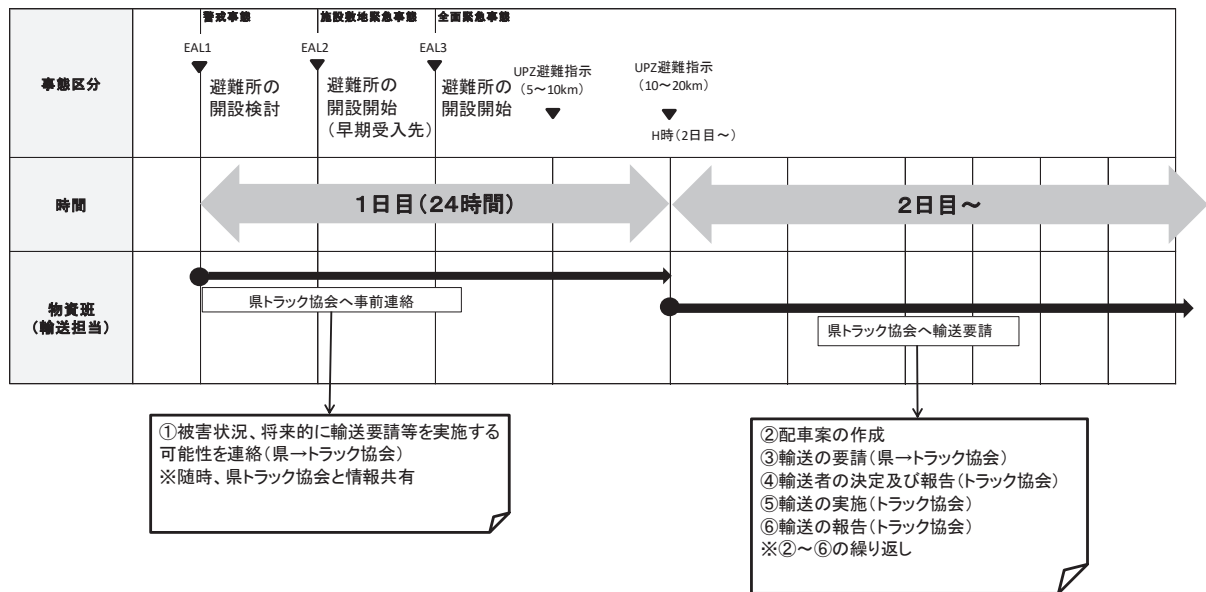 警戒事態
施設敷地緊急事態
全面緊急事態
事態区分
EAL1
避難所の
開設検討
EAL2
避難所の
開設開始
(早期受入先)
EAL3
避難所の
開設開始
UPZ避難指示
(5～10km)
UPZ避難指示
(10～20km)
H時(2日目～)
時間
1日目(24時間)
2日目～
物資班
(輸送担当)
県トラック協会へ事前連絡
県トラック協会へ輸送要請
①被害状況、将来的に輸送要請等を実施する
可能性を連絡(県→トラック協会)
※随時、県トラック協会と情報共有
②配車案の作成
③輸送の要請(県→トラック協会)
④輸送者の決定及び報告(トラック協会)
⑤輸送の実施(トラック協会)
⑥輸送の報告(トラック協会)
※②～⑥の繰り返し